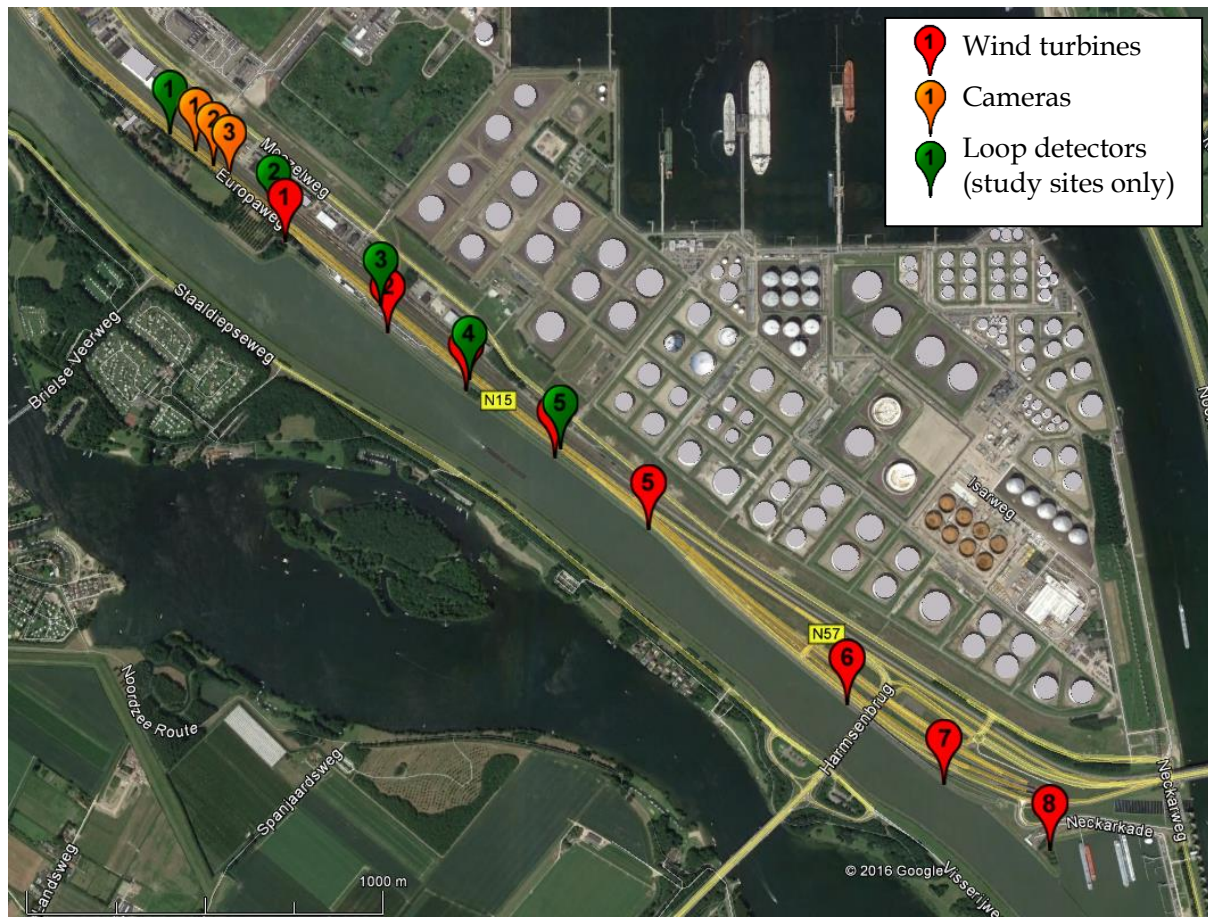 1 Wind turbines
1 Cameras
1 Loop detectors
(study sites only)
1
1
2
3
Moezelweg
Europaweg
2
1
3
2
4
Staaldiepseweg
Brielse Veerweg
N15
5
5
Isarweg
N57
6
Harmsenbrug
7
Noordzee Route
Spanjaardsweg
8
Neckarkade
Neckarweg
1000 m
© 2016 Google
Visserijweg
Landsweg